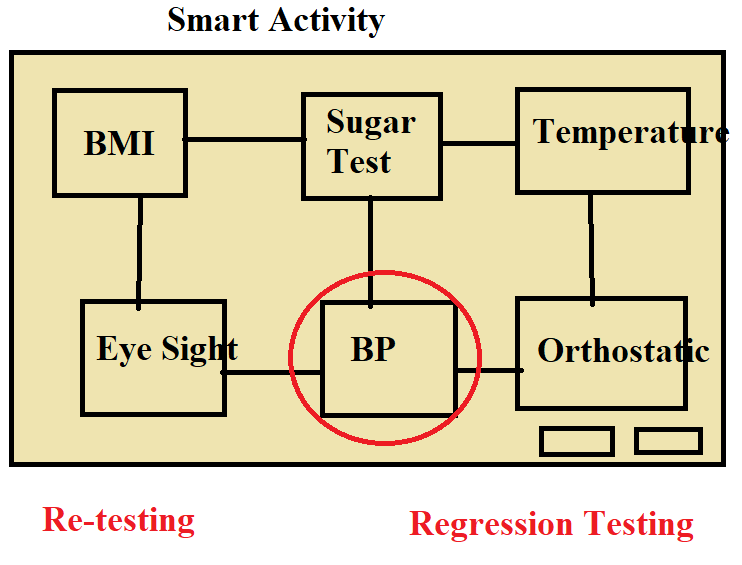 Smart Activity
BMI
Sugar
Test
Temperature
Eye Sight
BP
Orthostatic
Re-testing
Regression Testing